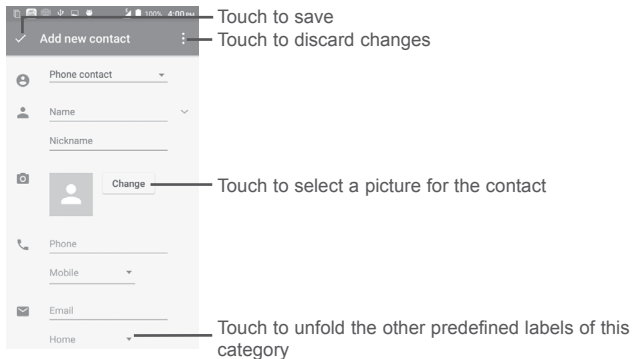 100% 4:00 PM
Touch to save
Add new contact
Touch to discard changes
Phone contact
Name
Nickname
Change
Touch to select a picture for the contact
Phone
Mobile
Email
Home
Touch to unfold the other predefined labels of this
category